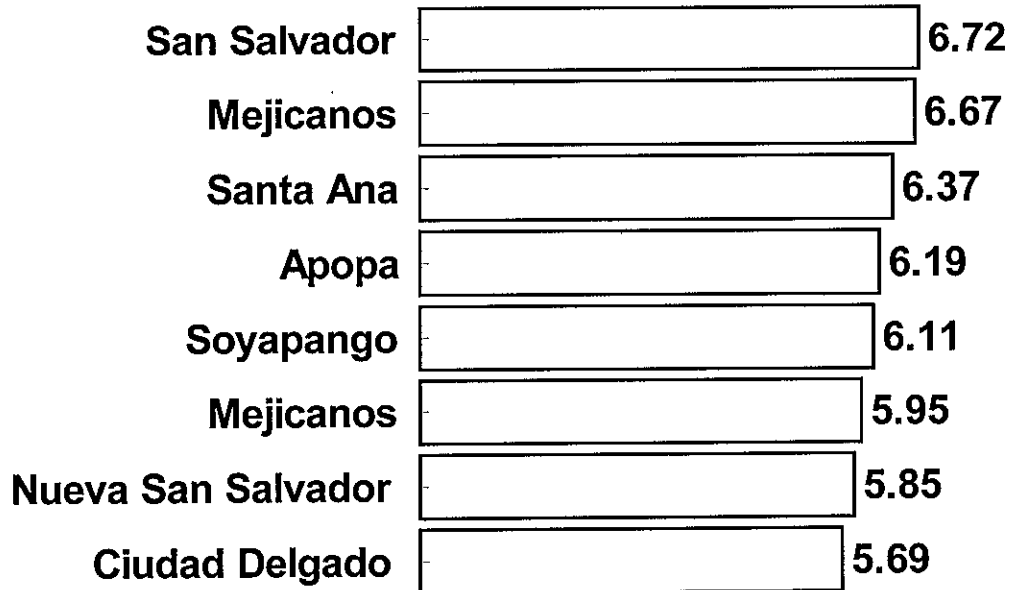 San Salvador 6.72
Mejicanos 6.67
Santa Ana 6.37
Apopa 6.19
Soyapango 6.11
Mejicanos 5.95
Nueva San Salvador 5.85
Ciudad Delgado 5.69